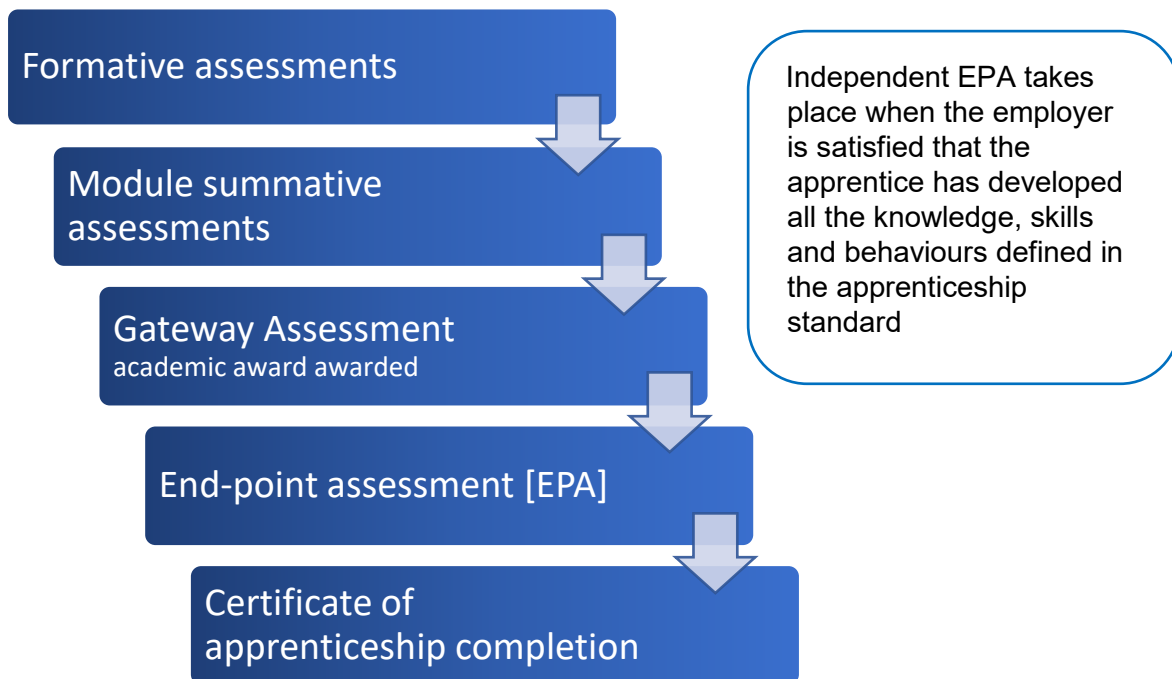 Formative assessments
Module summative
assessments
Gateway Assessment
academic award awarded
End-point assessment [EPA]
Certificate of
apprenticeship completion
Independent EPA takes
place when the employer
is satisfied that the
apprentice has developed
all the knowledge, skills
and behaviours defined in
the apprenticeship
standard